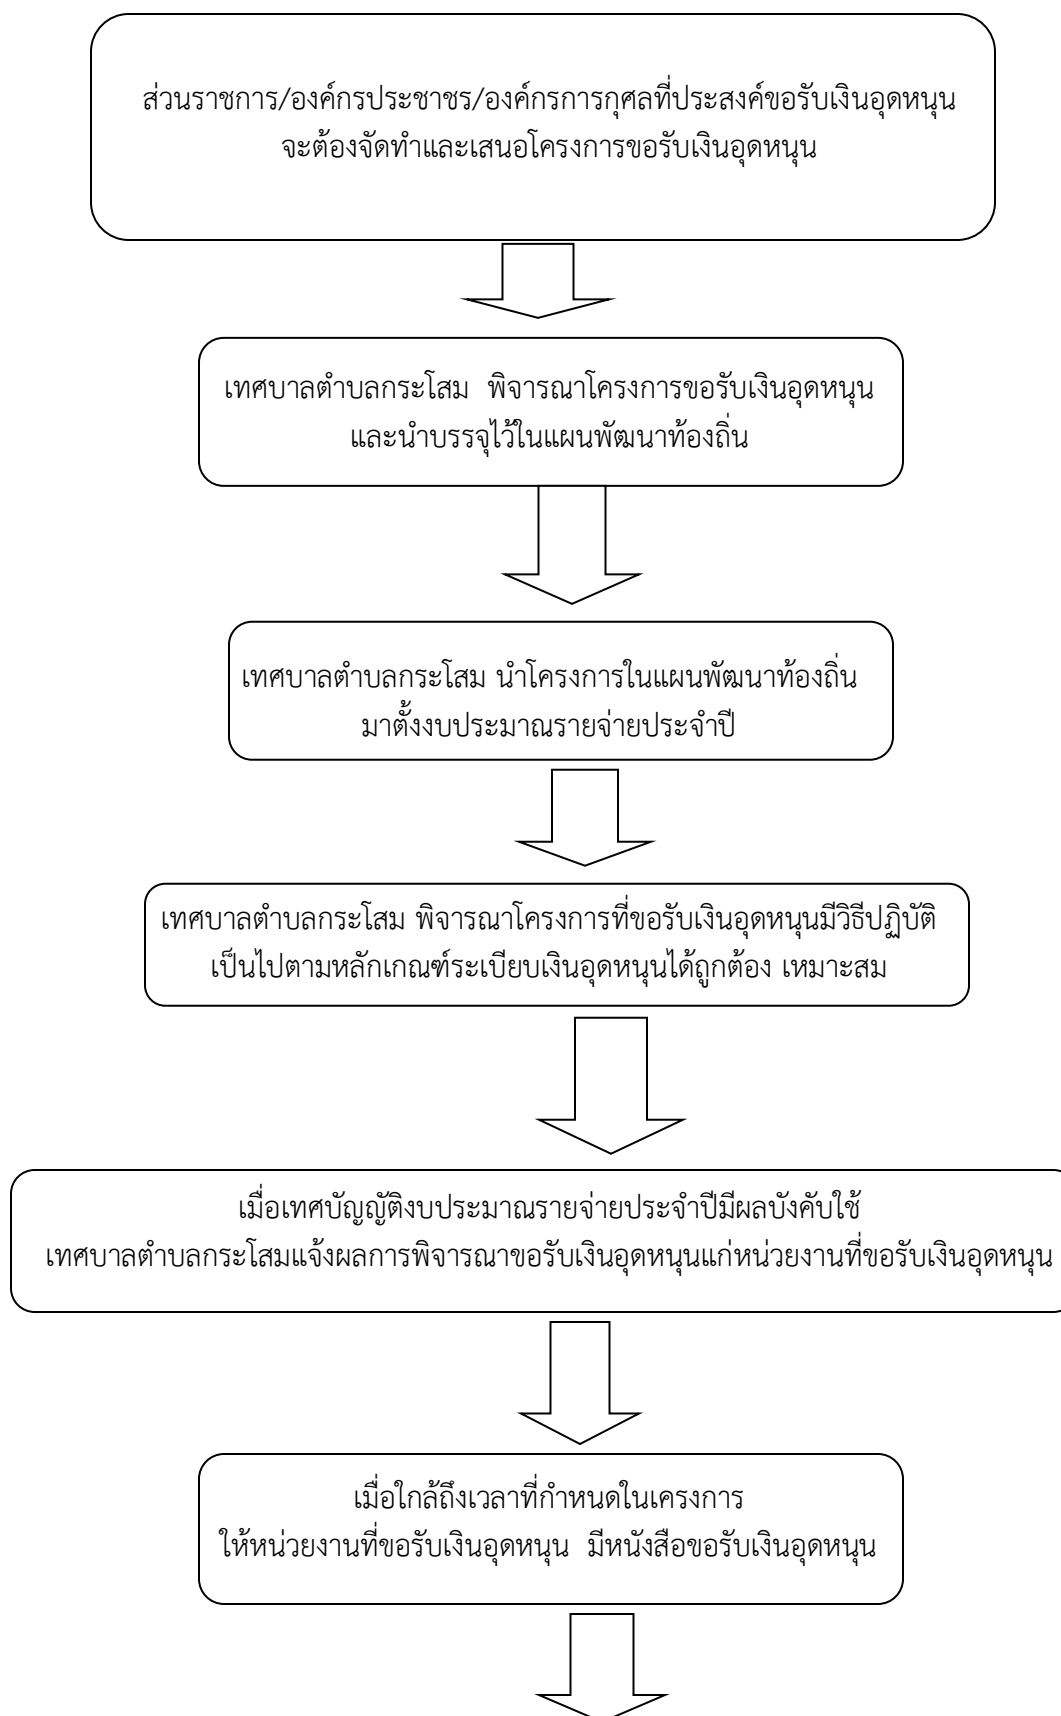 ส่วนราชการ/องค์กรประชาชร/องค์กรการกุศลที่ประสงค์ขอรับเงินอุดหนุน
จะต้องจัดทำและเสนอโครงการขอรับเงินอุดหนุน
เทศบาลตำบลกระโสม พิจารณาโครงการขอรับเงินอุดหนุน
และนำบรรจุไว้ในแผนพัฒนาท้องถิ่น
เทศบาลตำบลกระโสม นำโครงการในแผนพัฒนาท้องถิ่น
มาตั้งงบประมาณรายจ่ายประจำปี
เทศบาลตำบลกระโสม พิจารณาโครงการที่ขอรับเงินอุดหนุนมีวิธีปฏิบัติ
เป็นไปตามหลักเกณฑ์ระเบียบเงินอุดหนุนได้ถูกต้อง เหมาะสม
เมื่อเทศบัญญัติงบประมาณรายจ่ายประจำปีมีผลบังคับใช้
เทศบาลตำบลกระโสมแจ้งผลการพิจารณาขอรับเงินอุดหนุนแก่หน่วยงานที่ขอรับเงินอุดหนุน
เมื่อใกล้ถึงเวลาที่กำหนดในเครงการ
ให้หน่วยงานที่ขอรับเงินอุดหนุน มีหนังสือขอรับเงินอุดหนุน